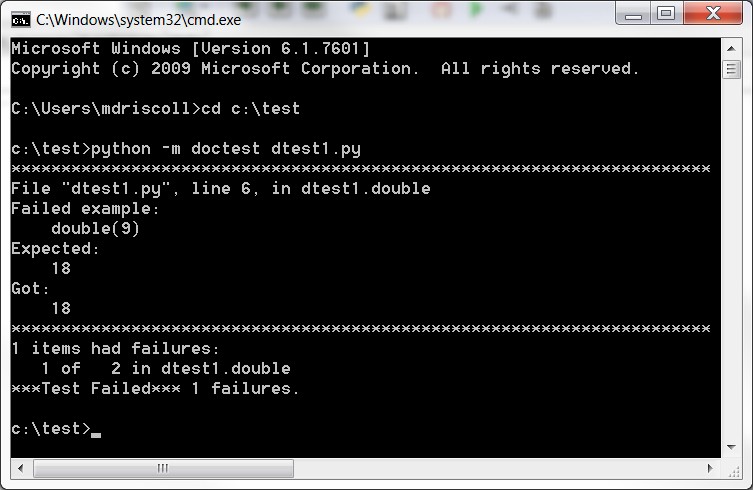 C:\Windows\system32\cmd.exe
Microsoft Windows [Version 6.1.7601]
Copyright (c) 2009 Microsoft Corporation.  All rights reserved.
C:\Users\mdriscoll>cd c:\test
c:\test>python -m doctest dtest1.py
**********************************************************************
File "dtest1.py", line 6, in dtest1.double
Failed example:
    double(9)
Expected:
    18
Got:
    18
**********************************************************************
1 items had failures:
   1 of   2 in dtest1.double
***Test Failed*** 1 failures.
c:\test>_